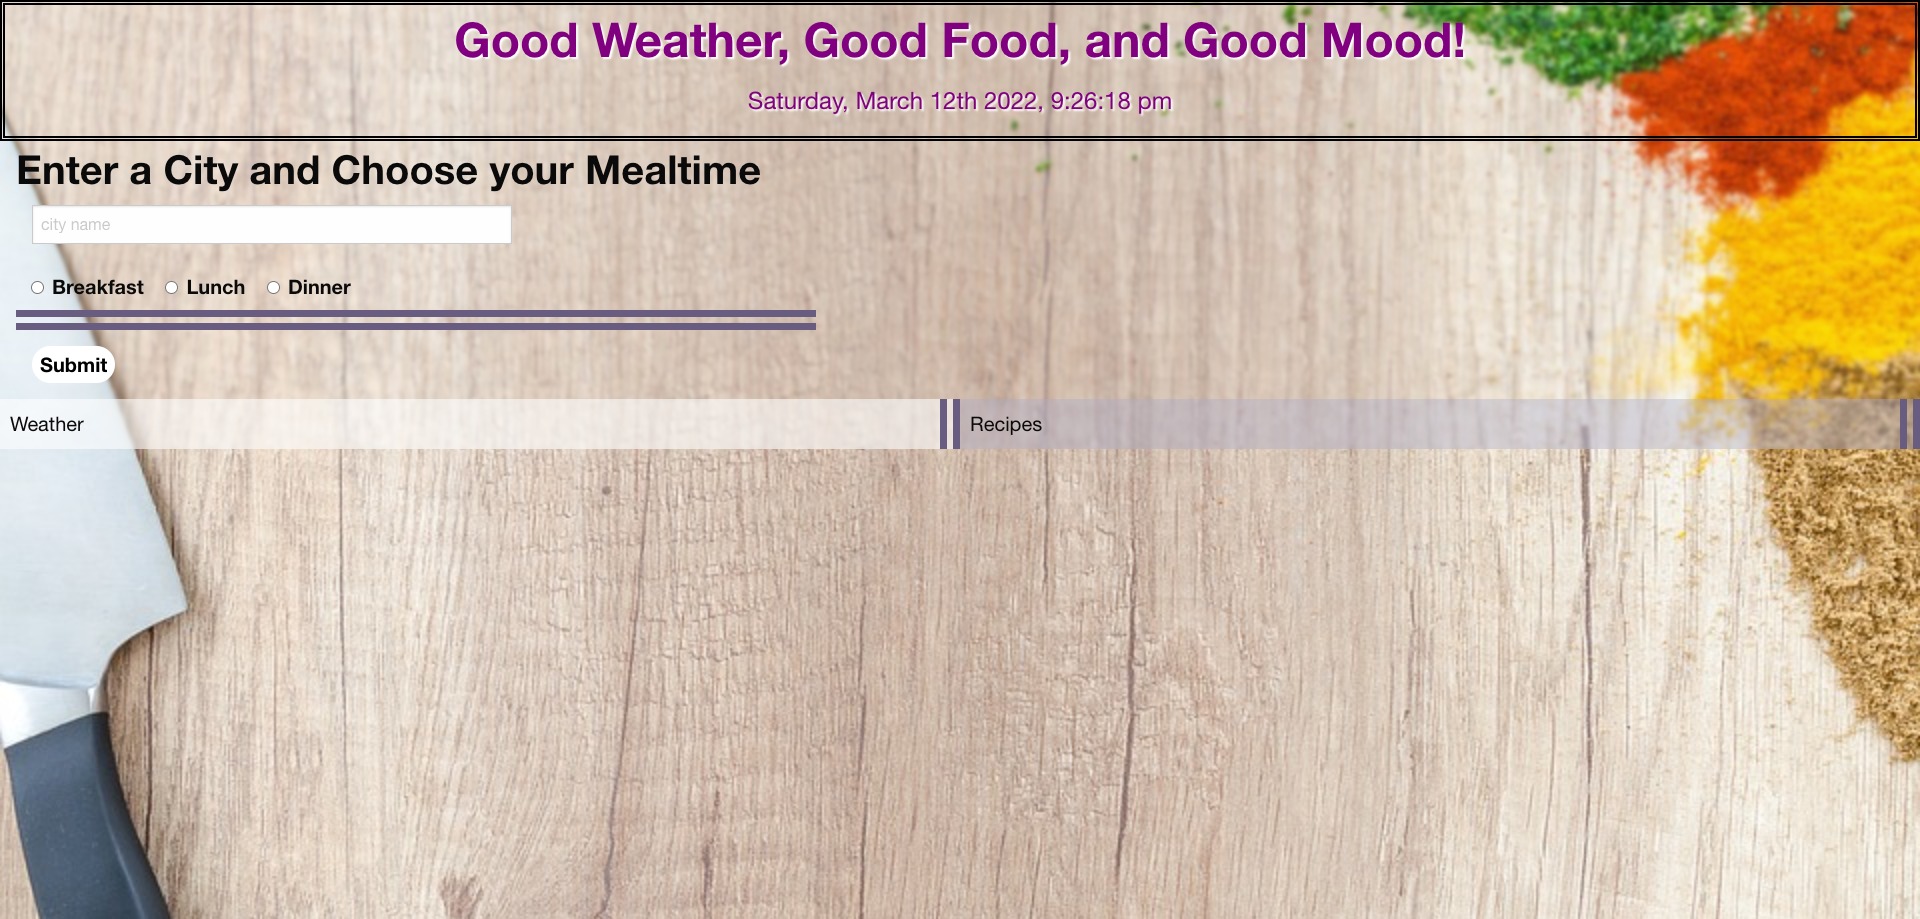 Good Weather, Good Food, and Good Mood!
Saturday, March 12th 2022, 9:26:18 pm
Enter a City and Choose your Mealtime
city name
Breakfast Lunch Dinner
Submit
Weather
Recipes